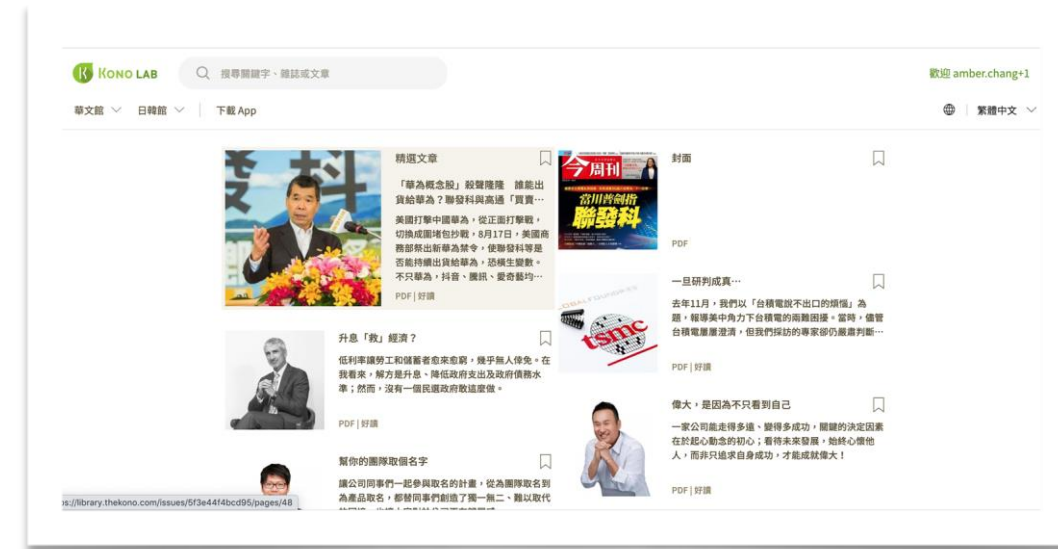 KONO LAB
搜尋關鍵字、雜誌或文章
歡迎 amber.chang+1
華文館
日韓館
下載 App
繁體中文
精選文章
「華為概念股」殺聲隆隆 誰能出
貨給華為？聯發科與高通「買賣…
美國打擊中國華為，從正面打擊戰，
切換成圍堵包抄戰，8月17日，美國商
務部祭出新華為禁令，使聯發科等是
否能持續出貨給華為，恐橫生變數。
不只華為，抖音、騰訊、愛奇藝均…
PDF | 好讀
升息「救」經濟？
低利率讓勞工和儲蓄者愈來愈窮，幾乎無人倖免。在
我看來，解方是升息、降低政府支出及政府債務水
準；然而，沒有一個民選政府敢這麼做。
PDF | 好讀
幫你的團隊取個名字
讓公司同事們一起參與取名的計畫，從為團隊取名到
為產品取名，都替同事們創造了獨一無二、難以取代
ps://library.thekono.com/issues/5f3e44f4bcd95/pages/48
封面
今周刊
當川普劍指
聯發科
PDF
一旦研判成真…
去年11月，我們以「台積電說不出口的煩惱」為
題，報導美中角力下台積電的兩難困擾。當時，儘管
台積電屢屢澄清，但我們採訪的專家卻仍嚴肅判斷…
tsmc
PDF | 好讀
偉大，是因為不只看到自己
一家公司能走得多遠、變得多成功，關鍵的決定因素
在於起心動念的初心；看待未來發展，始終心懷他
人，而非只追求自身成功，才能成就偉大！
PDF | 好讀